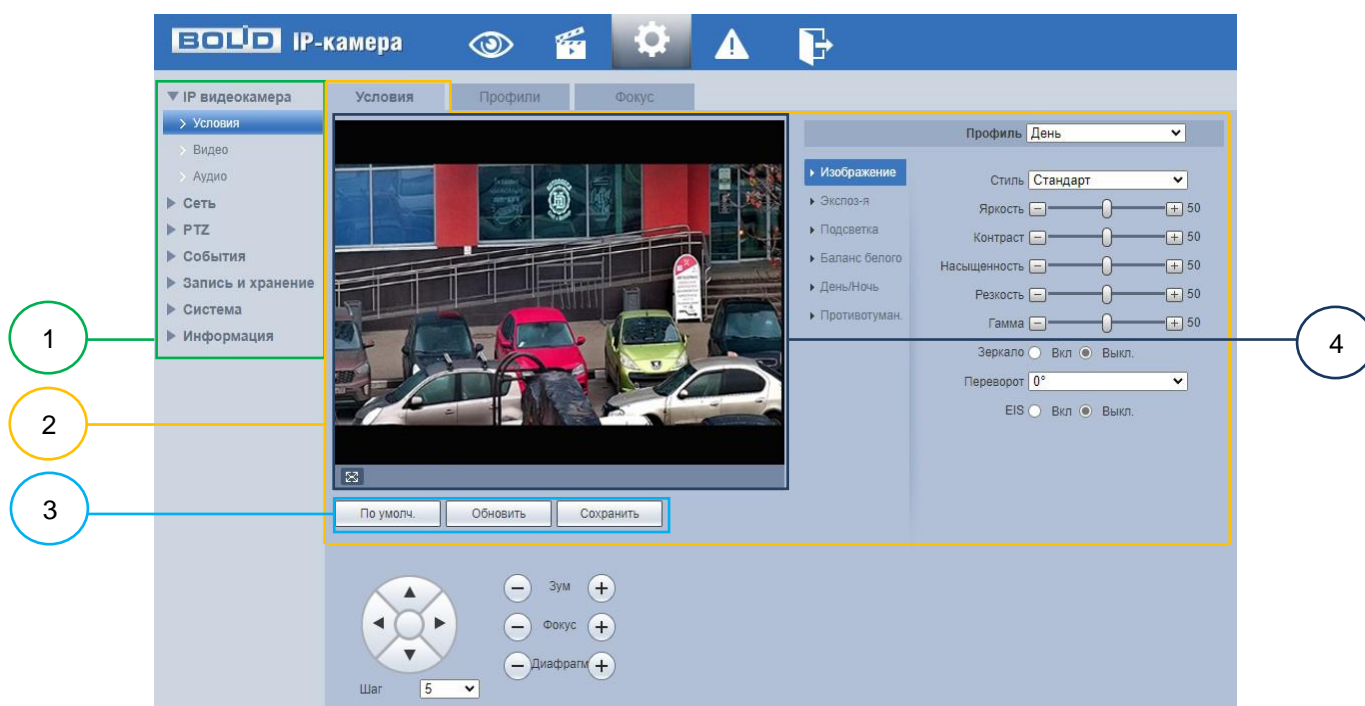 BOLID IP-камера
IP видеокамера
Условия
Видео
Аудио
Сеть
PTZ
События
Запись и хранение
Система
Информация
1
2
3
4
Условия
Профили
Фокус
Профиль День
Изображение
Экспоз-я
Подсветка
Баланс белого
День/Ночь
Противотуман.
Стиль Стандарт
Яркость 50
Контраст 50
Насыщенность 50
Резкость 50
Гамма 50
Зеркало Вкл Выкл.
Переворот 0°
EIS Вкл Выкл.
По умолч.
Обновить
Сохранить
Зум
Фокус
Диафрагм
Шаг 5